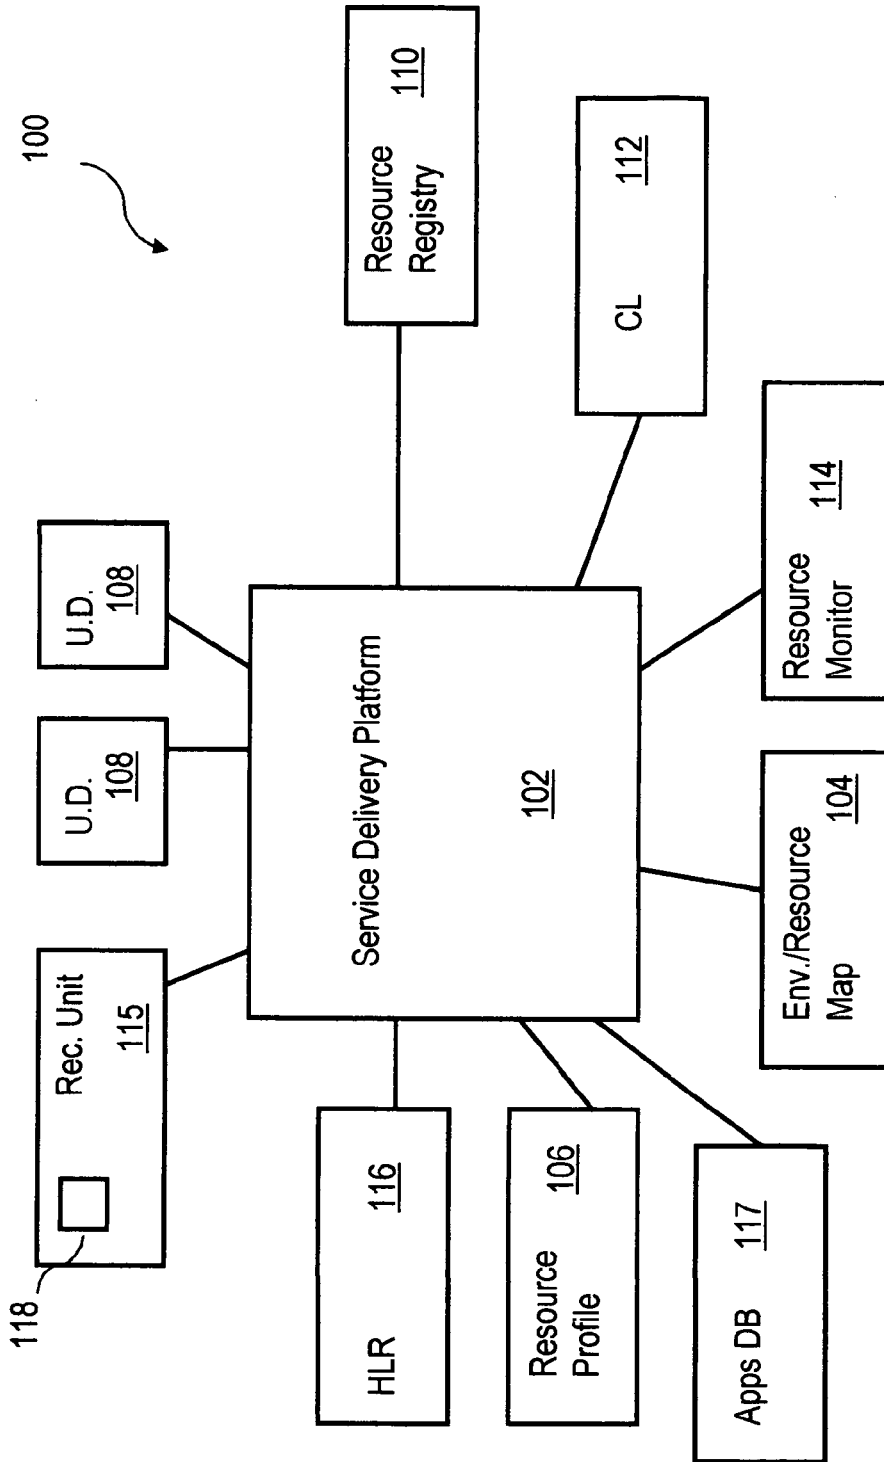 100
118
Rec. Unit
115
U.D.
108
U.D.
108
HLR
116
Service Delivery Platform
102
Resource
Registry
110
Resource
Profile
106
CL
112
Apps DB
117
Env./Resource
Map
104
Resource
Monitor
114